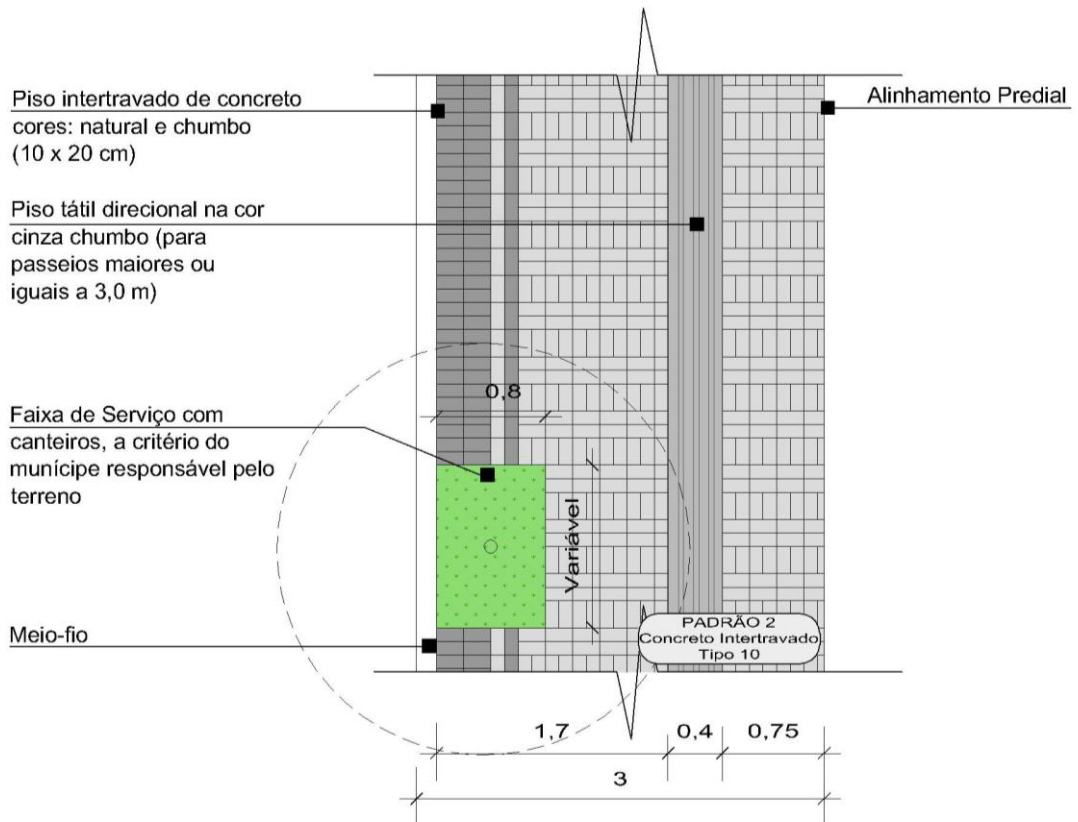 Piso intertravado de concreto
cores: natural e chumbo
(10 x 20 cm)
Alinhamento Predial
Piso tátil direcional na cor
cinza chumbo (para
passeios maiores ou
iguais a 3,0 m)
0,8
Faixa de Serviço com
canteiros, a critério do
munícipe responsável pelo
terreno
Variável
Meio-fio
PADRÃO 2
Concreto Intertravado
Tipo 10
1,7
0,4
0,75
3